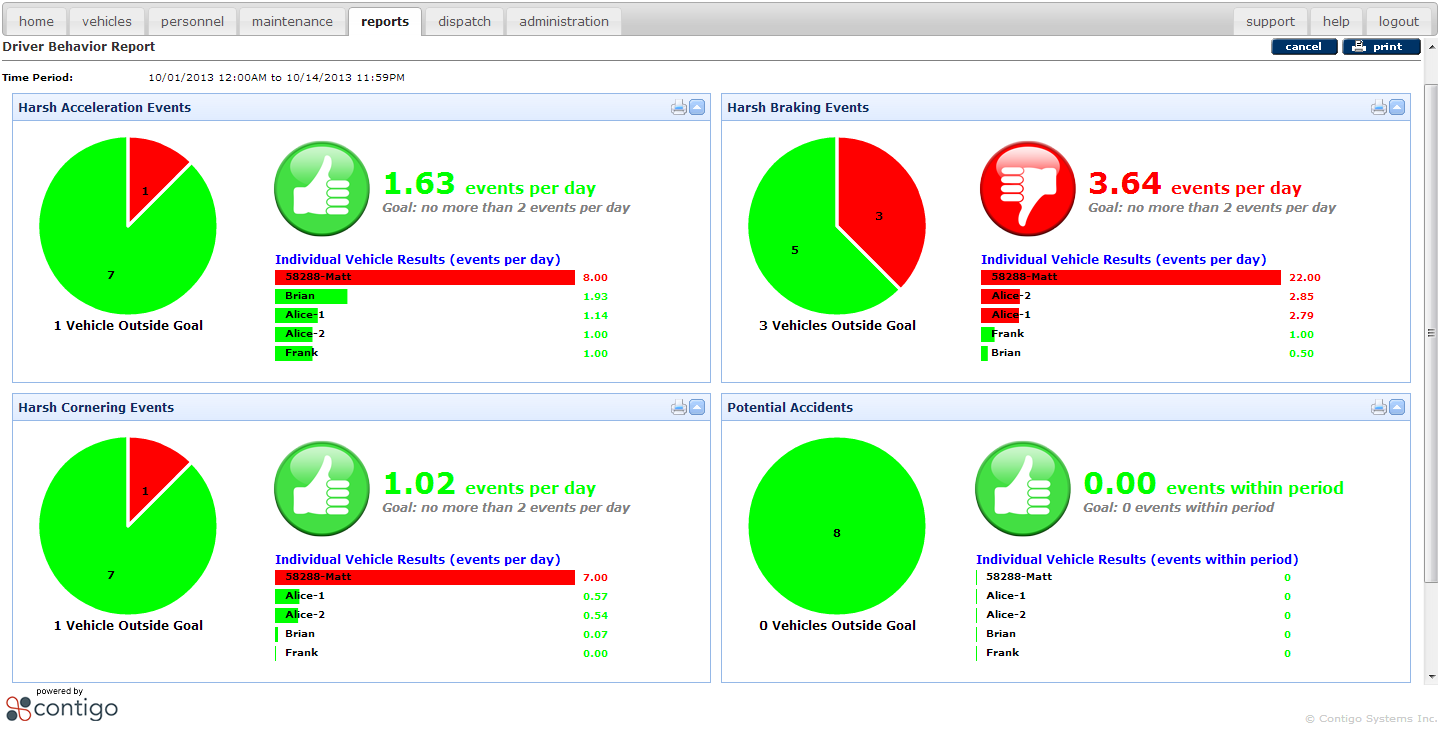 home vehicles personnel maintenance reports dispatch administration support help logout
Driver Behavior Report cancel print
Time Period: 10/01/2013 12:00AM to 10/14/2013 11:59PM
Harsh Acceleration Events
1
7
1 Vehicle Outside Goal
1.63 events per day
Goal: no more than 2 events per day
Individual Vehicle Results (events per day)
58288-Matt 8.00
Brian 1.93
Alice-1 1.14
Alice-2 1.00
Frank 1.00
Harsh Braking Events
3
5
3 Vehicles Outside Goal
3.64 events per day
Goal: no more than 2 events per day
Individual Vehicle Results (events per day)
58288-Matt 22.00
Alice-2 2.85
Alice-1 2.79
Frank 1.00
Brian 0.50
Harsh Cornering Events
1
7
1 Vehicle Outside Goal
1.02 events per day
Goal: no more than 2 events per day
Individual Vehicle Results (events per day)
58288-Matt 7.00
Alice-1 0.57
Alice-2 0.54
Brian 0.07
Frank 0.00
Potential Accidents
8
0 Vehicles Outside Goal
0.00 events within period
Goal: 0 events within period
Individual Vehicle Results (events within period)
58288-Matt 0
Alice-1 0
Alice-2 0
Brian 0
Frank 0
powered by
contigo
© Contigo Systems Inc.